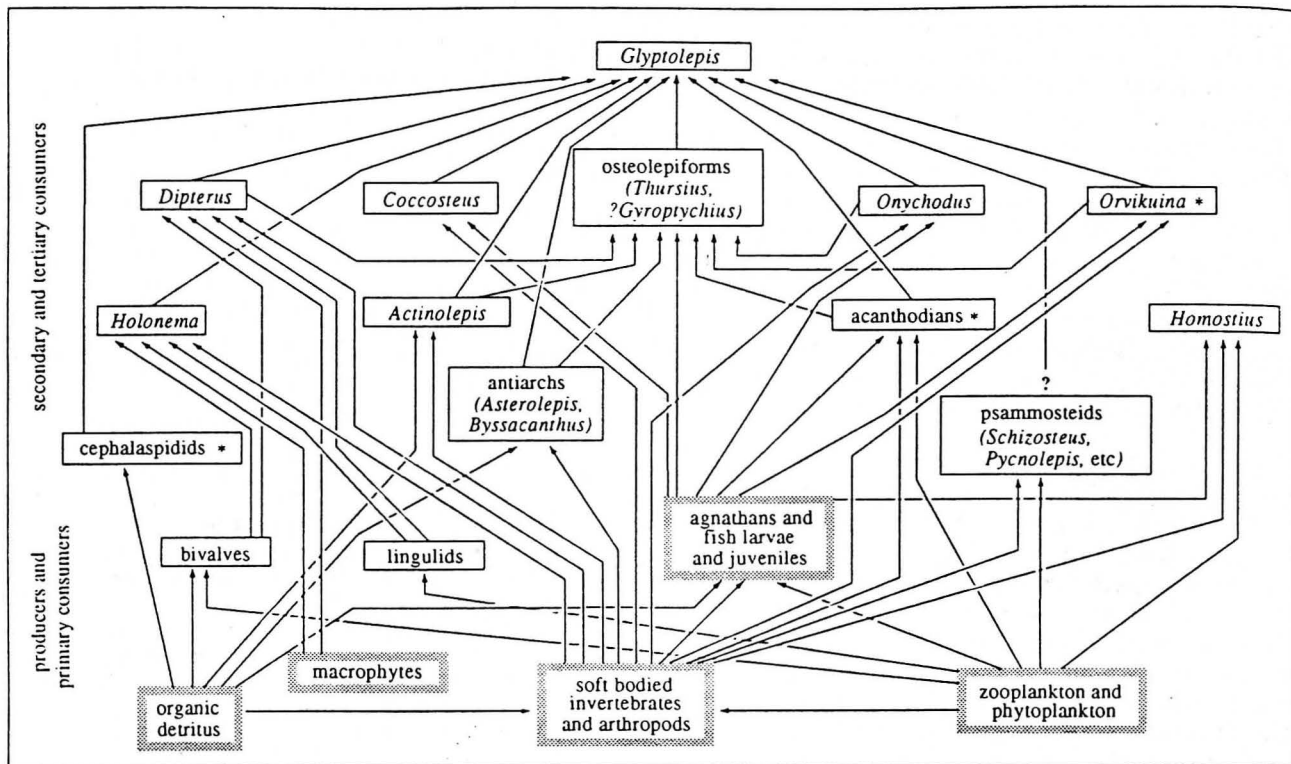 Glyptolepis
secondary and tertiary consumers
osteolepiforms
(Thursius,
?Gyroptychius)
Dipterus
Coccosteus
Onychodus
Orvikuina *
Holonema
Actinolepis
acanthodians *
Homostius
antiarchs
(Asterolepis,
Byssacanthus)
?
psammosteids
(Schizosteus,
Pycnolepis, etc)
cephalaspidids *
producers and
primary consumers
bivalves
lingulids
agnathans and
fish larvae
and juveniles
macrophytes
organic
detritus
soft bodied
invertebrates
and arthropods
zooplankton and
phytoplankton